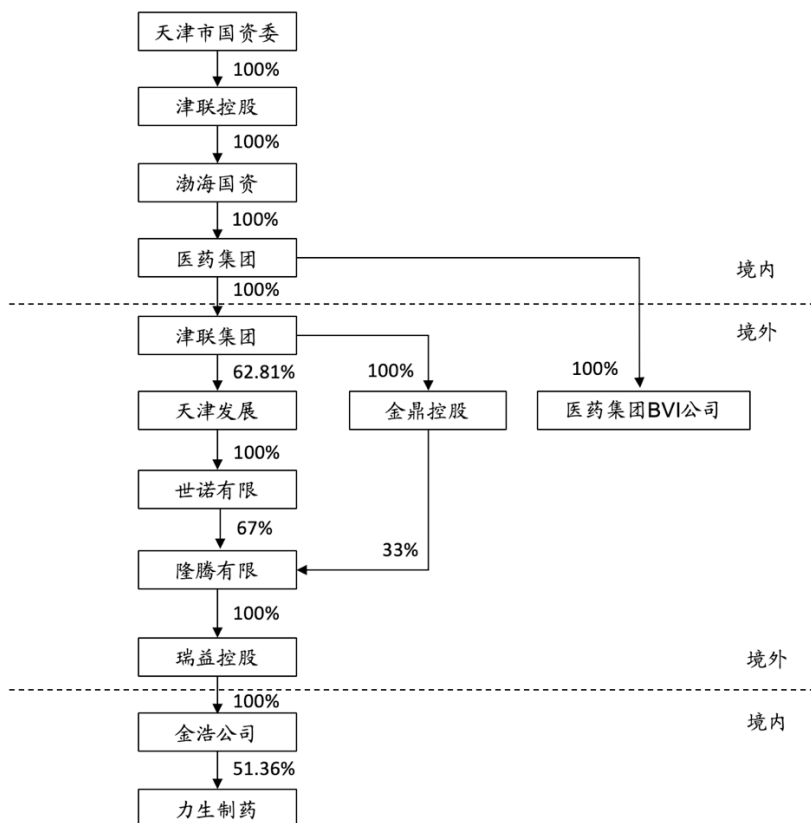 天津市国资委
100%
津联控股
100%
渤海国资
100%
医药集团
境内
100%
津联集团
境外
62.81%
100%
100%
天津发展
金鼎控股
医药集团BVI公司
100%
世诺有限
67%
33%
隆腾有限
100%
瑞益控股
境外
100%
境内
金浩公司
51.36%
力生制药